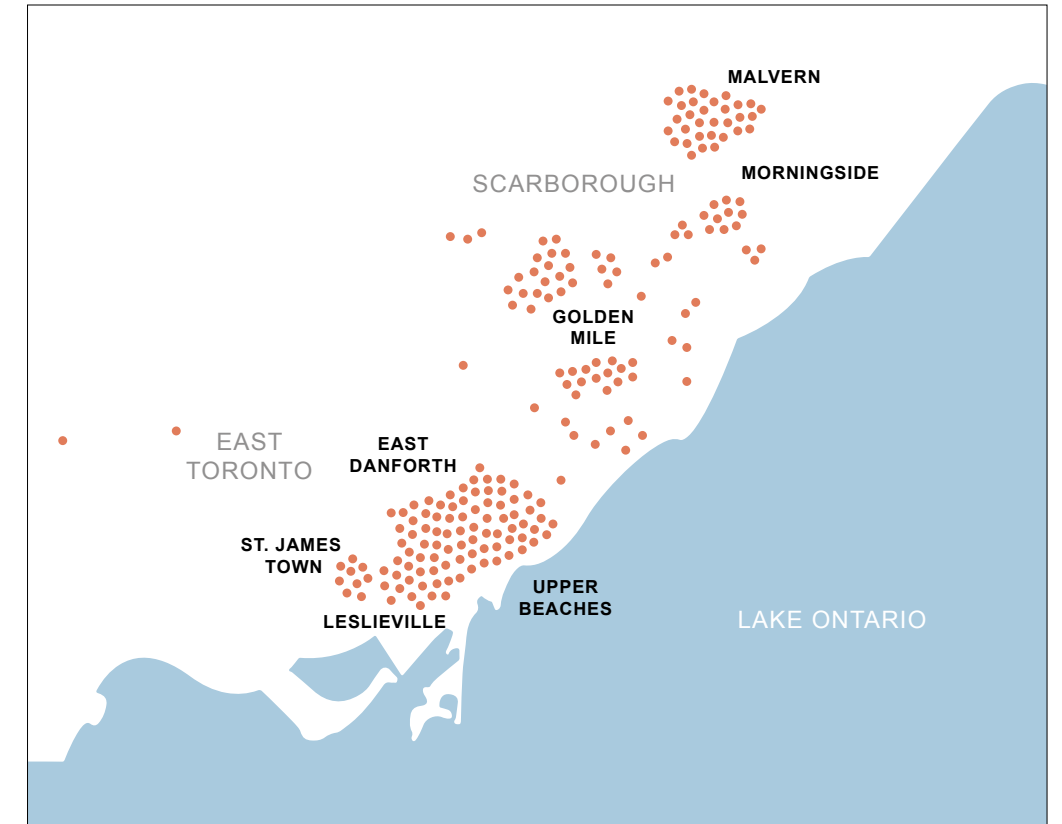 MALVERN
MORNINGSIDE
SCARBOROUGH
GOLDEN
MILE
EAST
TORONTO
EAST
DANFORTH
ST. JAMES
TOWN
UPPER
BEACHES
LESLIEVILLE
LAKE ONTARIO